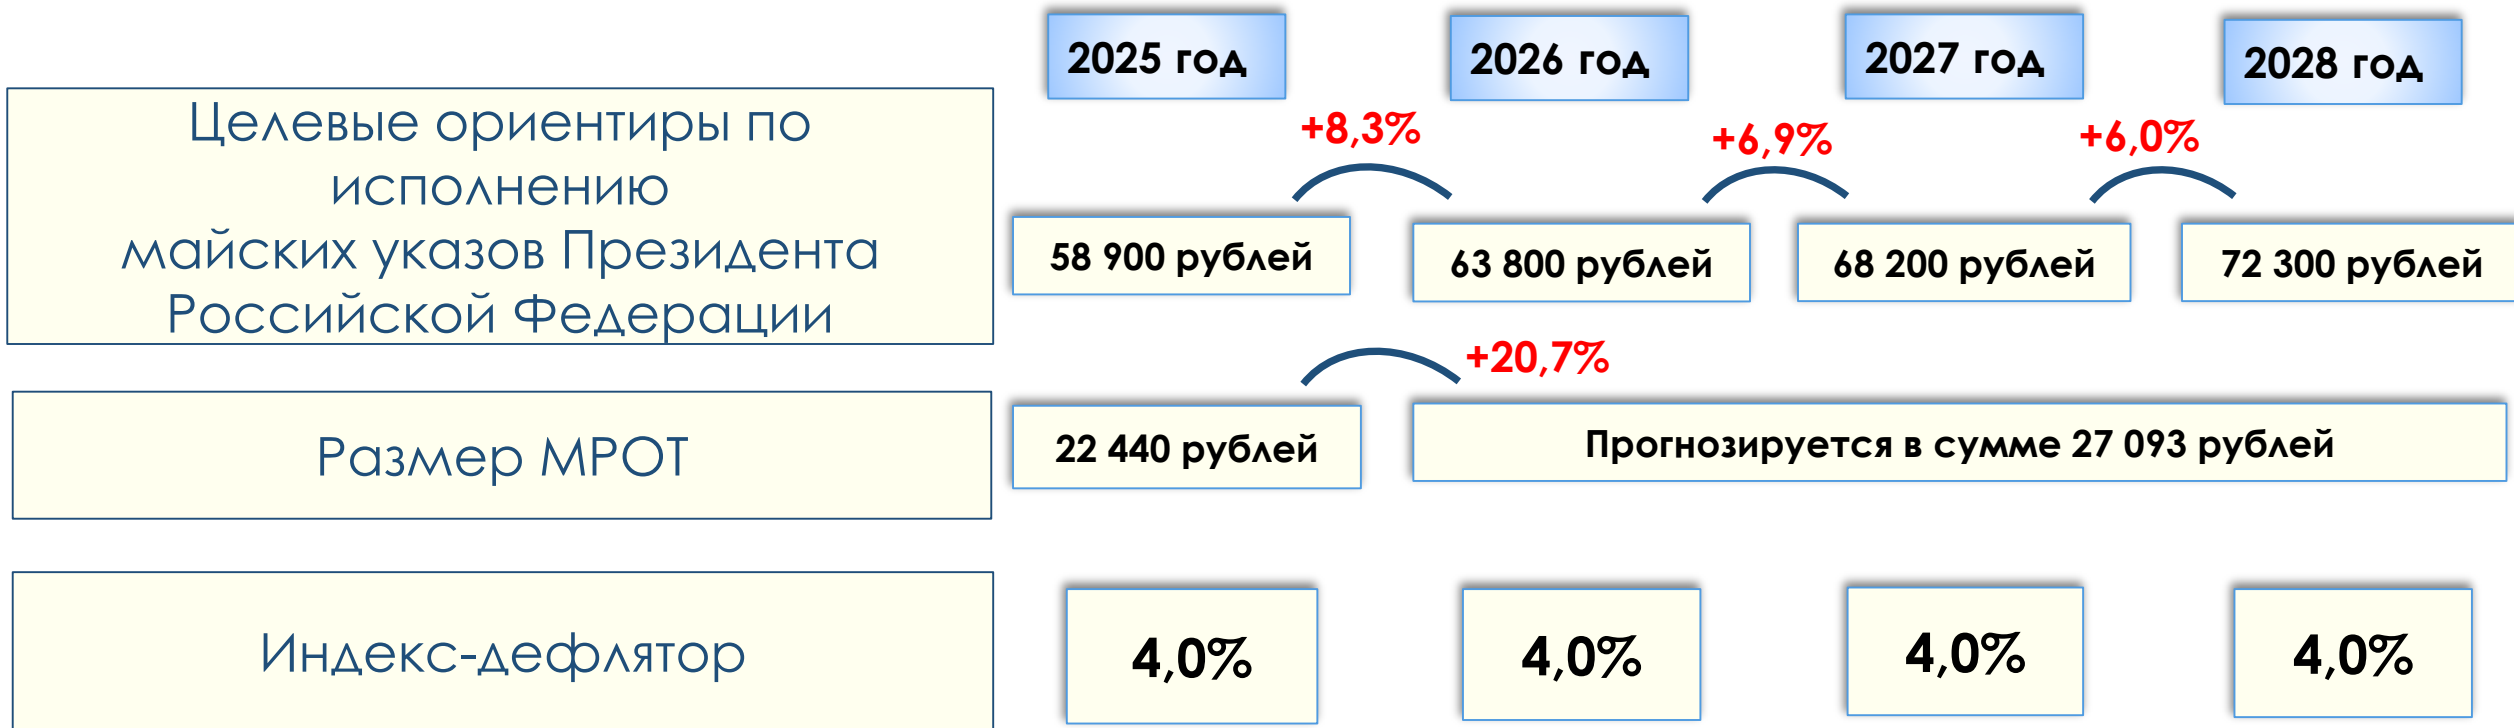 2025 год
2026 год
2027 год
2028 год
Целевые ориентиры по
исполнению
майских указов Президента
Российской Федерации
+8,3%
+6,9%
+6,0%
58 900 рублей
63 800 рублей
68 200 рублей
72 300 рублей
+20,7%
Размер МРОТ
22 440 рублей
Прогнозируется в сумме 27 093 рублей
Индекс-дефлятор
4,0%
4,0%
4,0%
4,0%